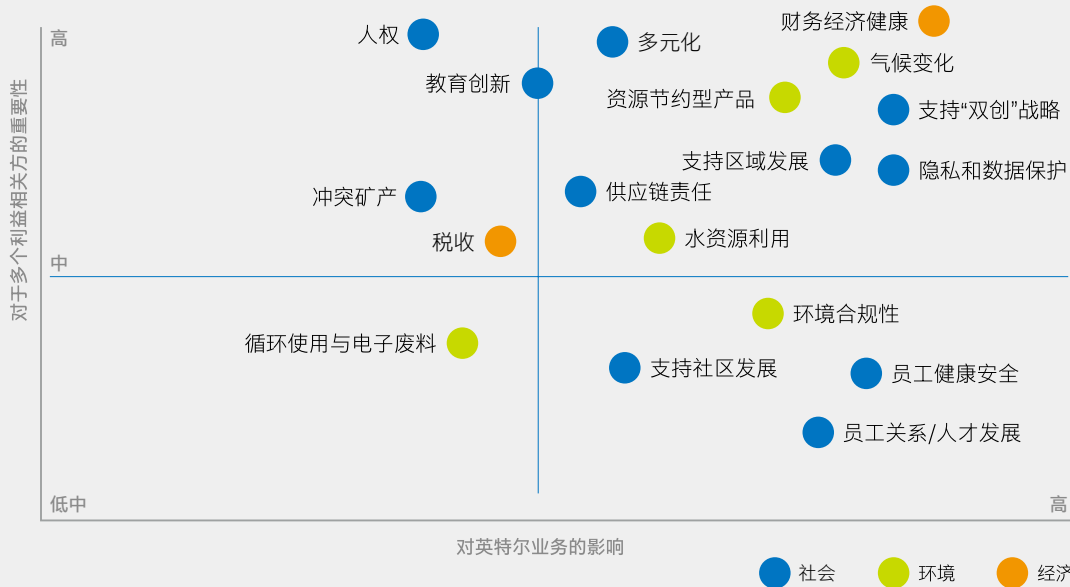 高
对于多个利益相关方的重要性
中
低中
高
人权
多元化
财务经济健康
教育创新
气候变化
资源节约型产品
支持“双创”战略
支持区域发展
隐私和数据保护
冲突矿产
供应链责任
税收
水资源利用
环境合规性
循环使用与电子废料
支持社区发展
员工健康安全
员工关系/人才发展
对英特尔业务的影响
社会
环境
经济